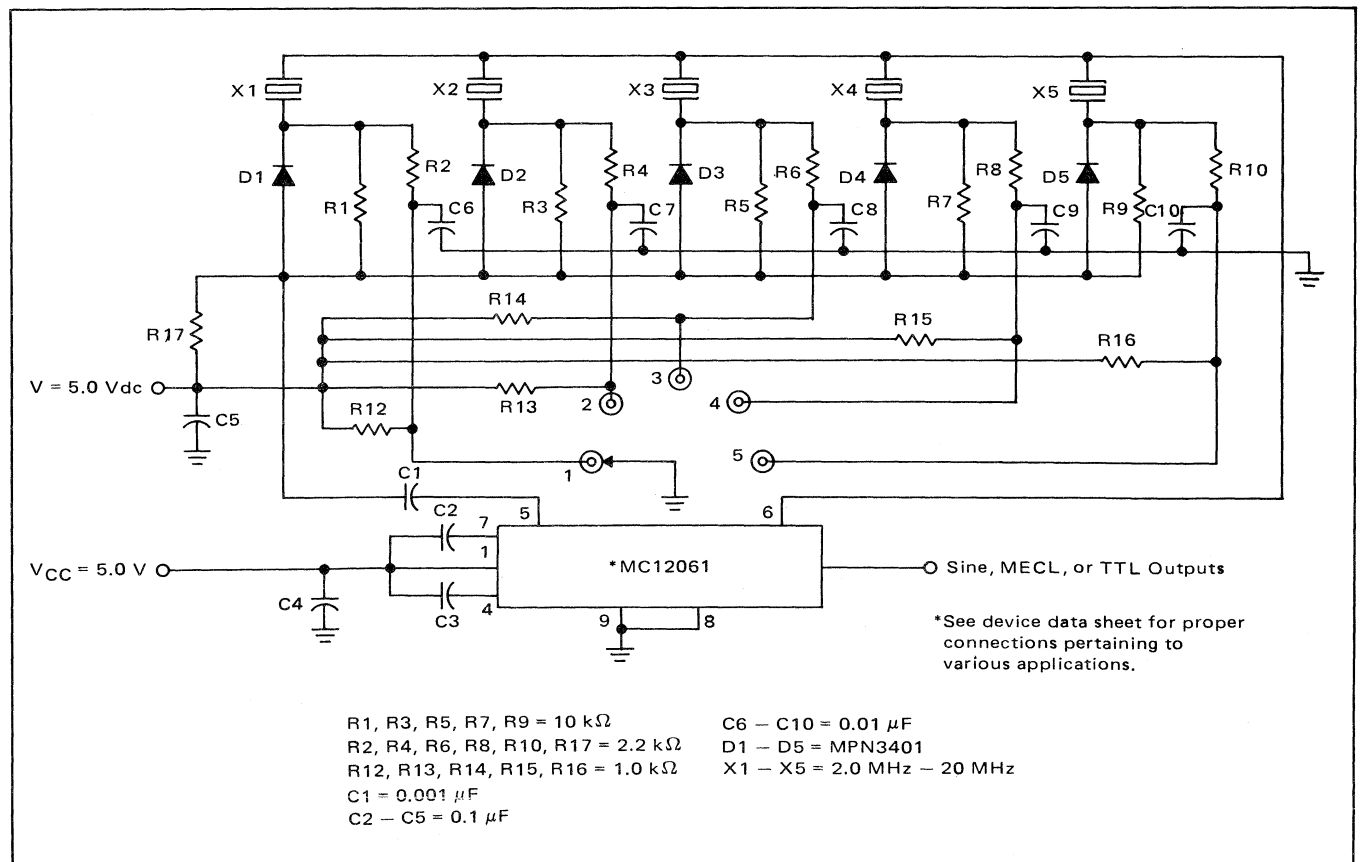 X1 X2 X3 X4 X5
D1 R1 R2 C6 D2 R3 R4 C7 D3 R5 R6 C8 D4 R7 R8 C9 D5 R9 C10 R10
R14
R17 R15
R16
V = 5.0 Vdc
3
C5 R12 R13 2 4
1 5
C1
C2 7 5 6
1
VCC = 5.0 V *MC12061 Sine, MECL, or TTL Outputs
C4 C3 4
9 8
*See device data sheet for proper
connections pertaining to
various applications.
R1, R3, R5, R7, R9 = 10 kΩ
R2, R4, R6, R8, R10, R17 = 2.2 kΩ
R12, R13, R14, R15, R16 = 1.0 kΩ
C1 = 0.001 μF
C2 – C5 = 0.1 μF
C6 – C10 = 0.01 μF
D1 – D5 = MPN3401
X1 – X5 = 2.0 MHz – 20 MHz